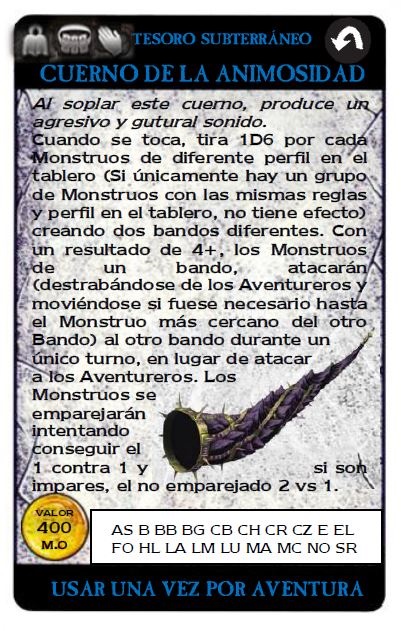 TESORO SUBTERRÁNEO
CUERNO DE LA ANIMOSIDAD
Al soplar este cuerno, produce un
agresivo y gutural sonido.
Cuando se toca, tira 1D6 por cada
Monstruos de diferente perfil en el
tablero (Si únicamente hay un grupo
de Monstruos con las mismas reglas
y perfil en el tablero, no tiene efecto)
creando dos bandos diferentes. Con
un resultado de 4+, los Monstruos
de un bando, atacarán
(destrabándose de los Aventureros y
moviéndose si fuese necesario hasta
el Monstruo más cercano del otro
Bando) al otro bando durante un
único turno, en lugar de atacar
a los Aventureros. Los
Monstruos se
emparejarán
intentando
conseguir el
1 contra 1 y si son
impares, el no emparejado 2 vs 1.
VALOR
400
M.O
AS B BB BG CB CH CR CZ E EL
FO HL LA LM LU MA MC NO SR
USAR UNA VEZ POR AVENTURA